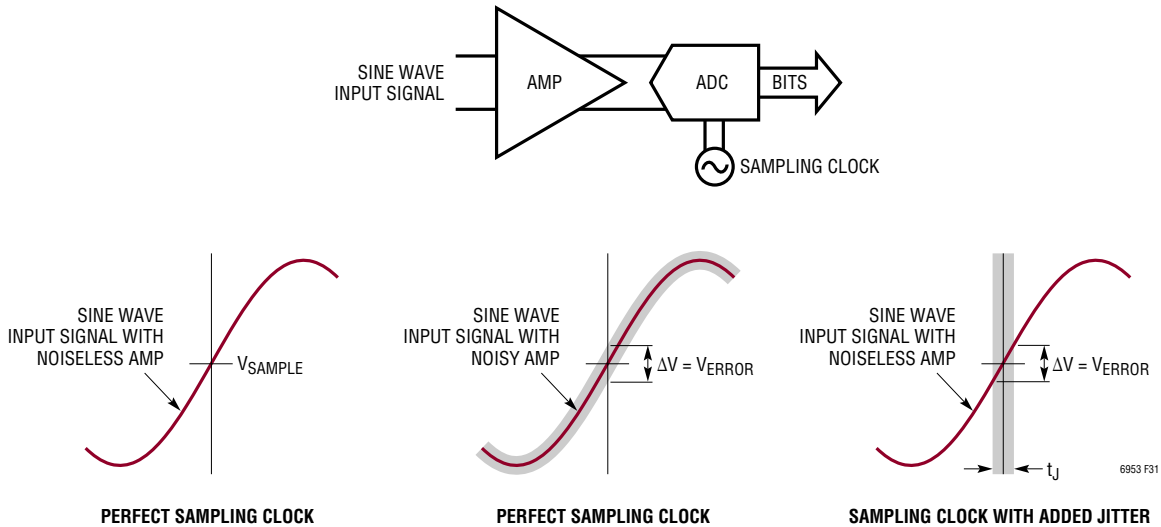 SINE WAVE
INPUT SIGNAL
AMP
ADC
BITS
SAMPLING CLOCK
SINE WAVE
INPUT SIGNAL WITH
NOISELESS AMP
VSAMPLE
PERFECT SAMPLING CLOCK
SINE WAVE
INPUT SIGNAL WITH
NOISY AMP
ΔV = VERROR
PERFECT SAMPLING CLOCK
SINE WAVE
INPUT SIGNAL WITH
NOISELESS AMP
ΔV = VERROR
tJ
6953 F31
SAMPLING CLOCK WITH ADDED JITTER